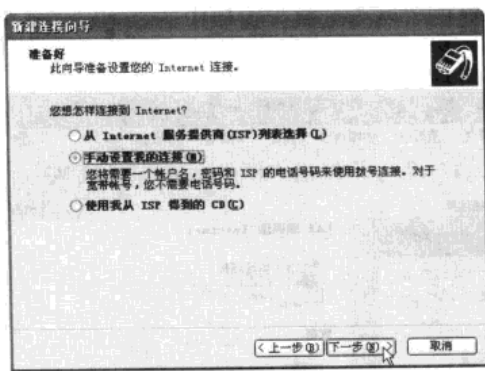 新建连接向导
准备好
此向导准备设置您的 Internet 连接。
您想怎样连接到 Internet?
从 Internet 服务提供商(ISP)列表选择(L)
手动设置我的连接(M)
您将需要一个帐户名，密码和 ISP 的电话号码来使用拨号连接。对于
宽带帐号，您不需要电话号码。
使用我从 ISP 得到的 CD(C)
<上一步(B) 下一步(N)> 取消